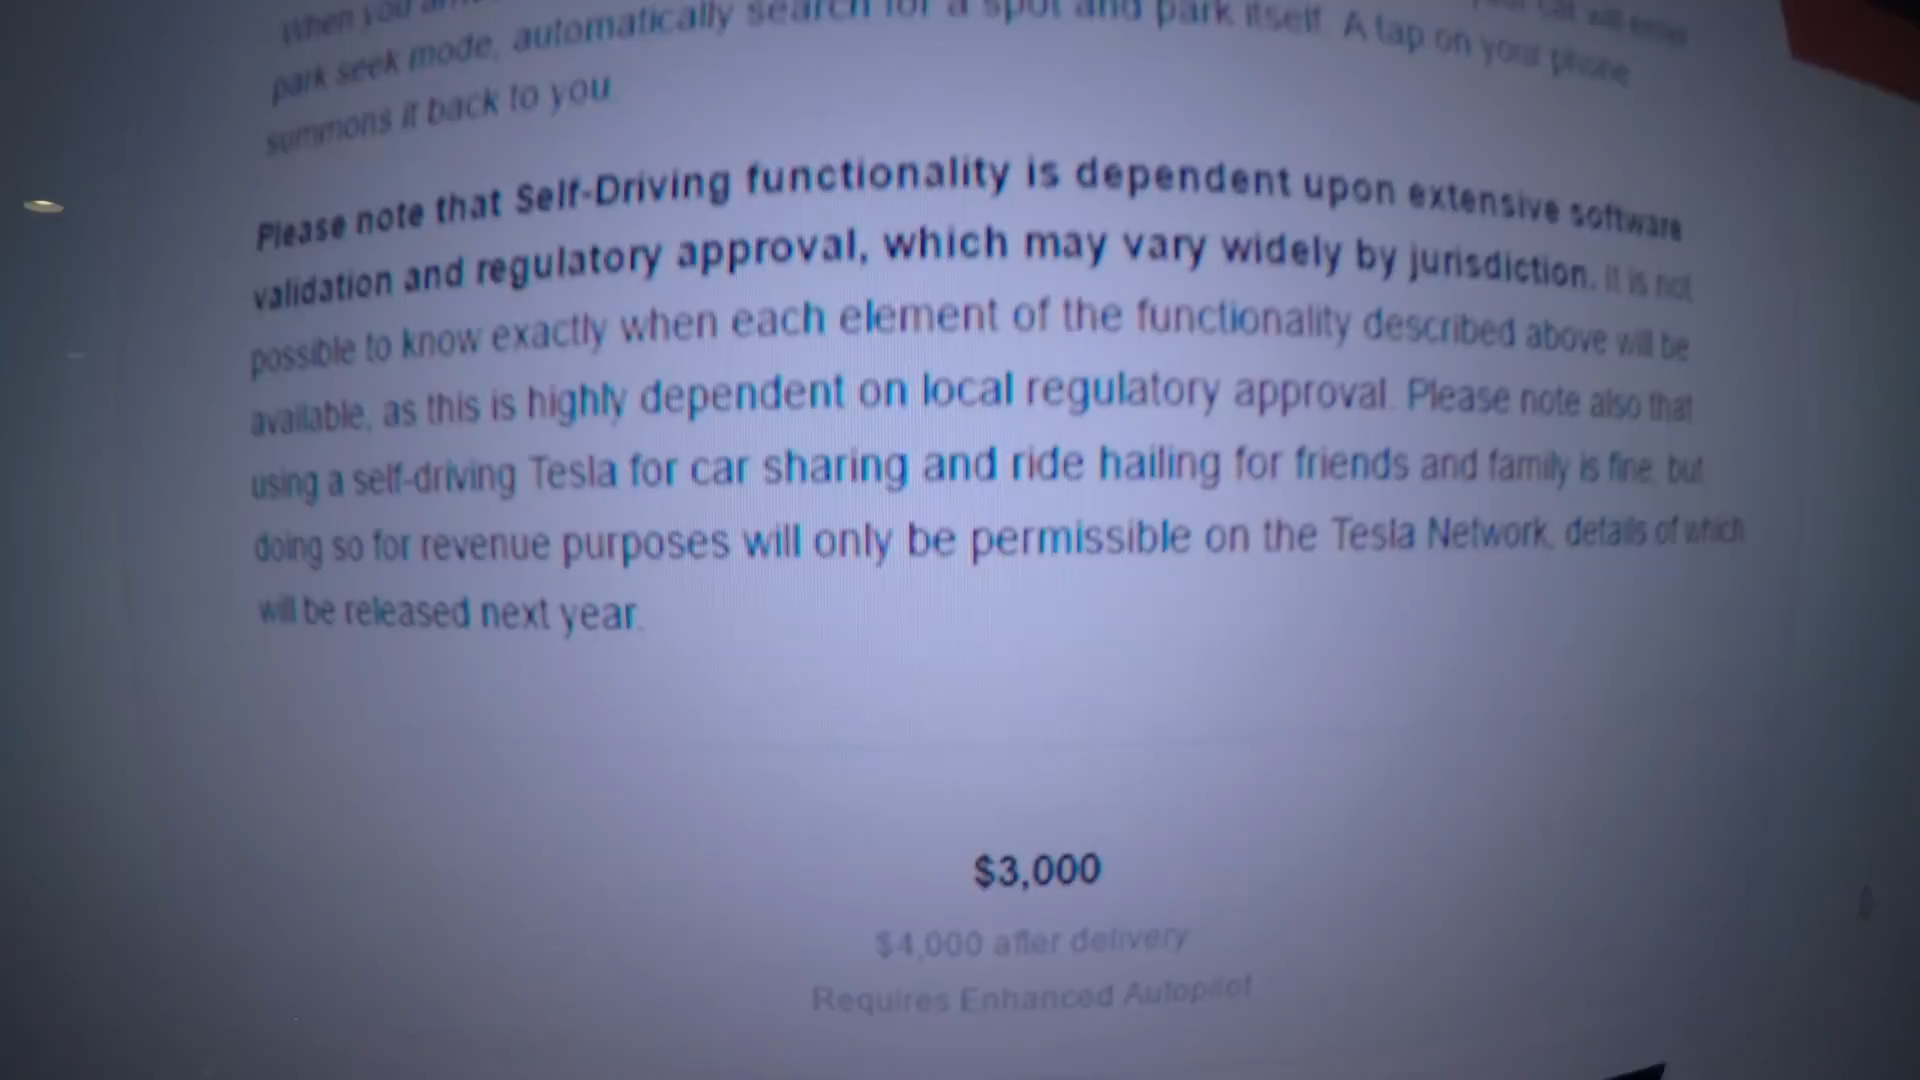 When you
park seek mode, automatically search for a spot and park itself. A tap on your phone
summons it back to you.
Please note that Self-Driving functionality is dependent upon extensive software
validation and regulatory approval, which may vary widely by jurisdiction. It is not
possible to know exactly when each element of the functionality described above will be
available, as this is highly dependent on local regulatory approval. Please note also that
using a self-driving Tesla for car sharing and ride hailing for friends and family is fine, but
doing so for revenue purposes will only be permissible on the Tesla Network, details of which
will be released next year.
$3,000
$4,000 after delivery
Requires Enhanced Autopilot